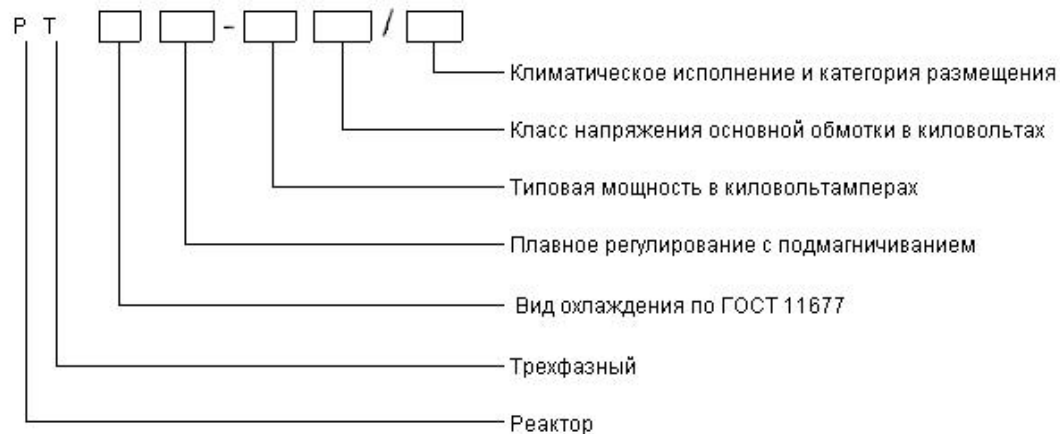 Р Т - /
Климатическое исполнение и категория размещения
Класс напряжения основной обмотки в киловольтах
Типовая мощность в киловольтамперах
Плавное регулирование с подмагничиванием
Вид охлаждения по ГОСТ 11677
Трехфазный
Реактор